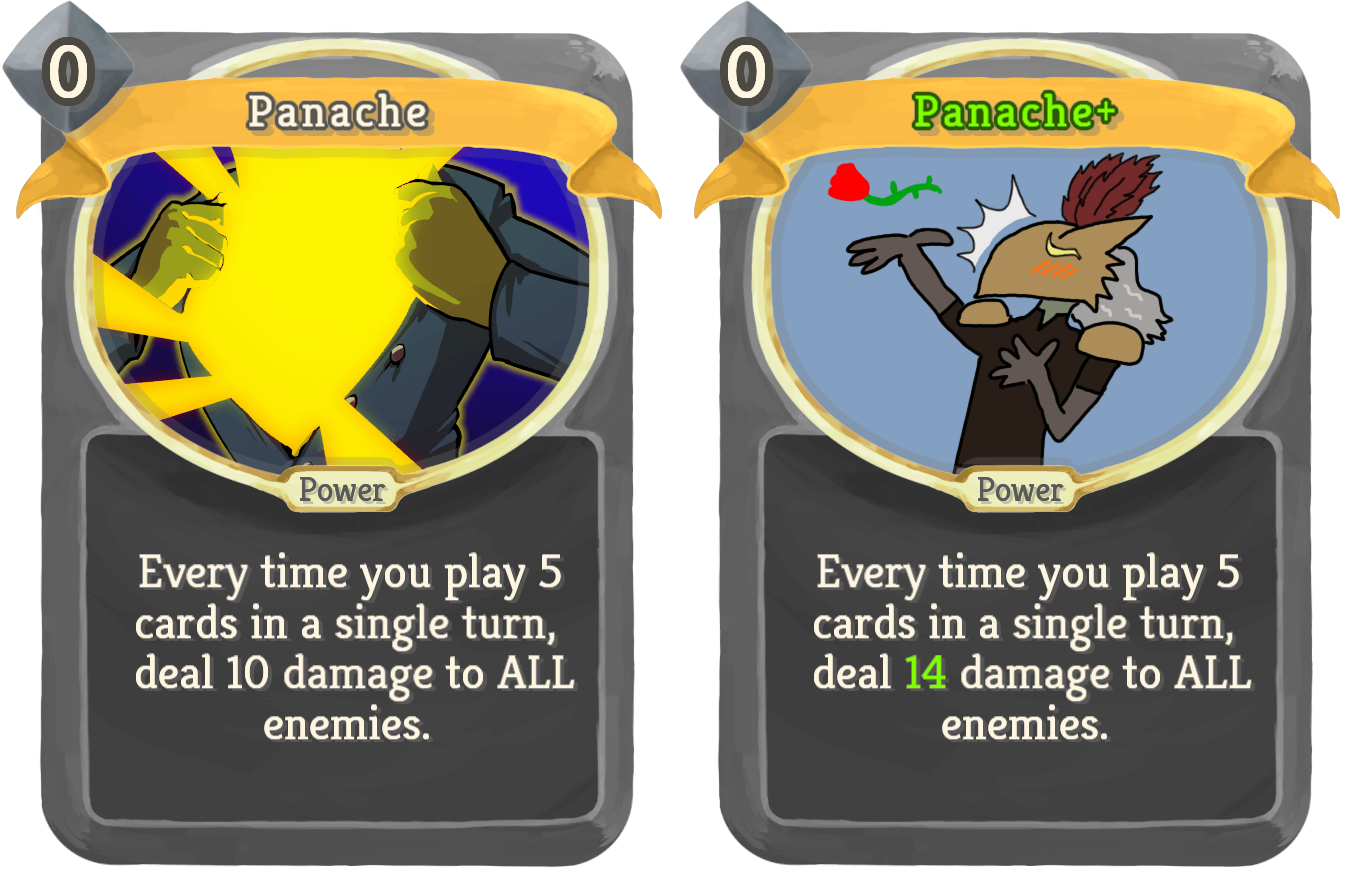 0
Panache
Power
Every time you play 5
cards in a single turn,
deal 10 damage to ALL
enemies.
0
Panache+
Power
Every time you play 5
cards in a single turn,
deal 14 damage to ALL
enemies.